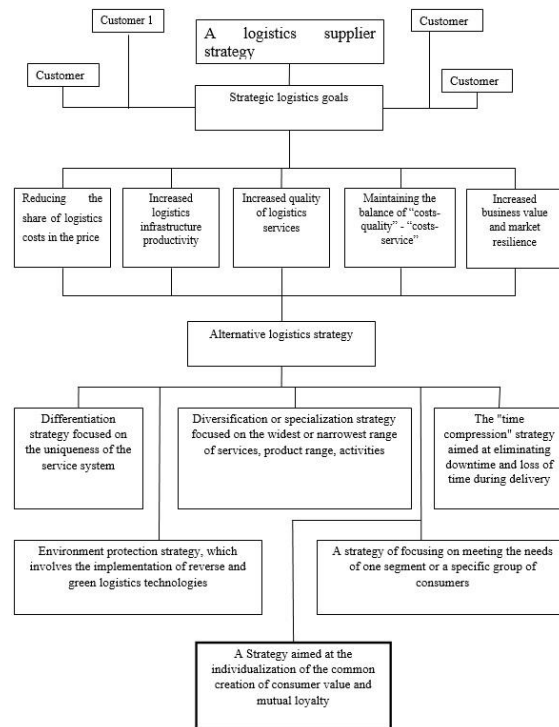 Customer 1
A logistics supplier
strategy
Customer
Customer
Customer
Strategic logistics goals
Reducing the
share of logistics
costs in the price
Increased
logistics
infrastructure
productivity
Increased quality
of logistics
services
Maintaining the
balance of “costs-
quality” - “costs-
service”
Increased
business value
and market
resilience
Alternative logistics strategy
Differentiation
strategy focused on
the uniqueness of the
service system
Diversification or specialization strategy
focused on the widest or narrowest range
of services, product range, activities
The "time
compression" strategy
aimed at eliminating
downtime and loss of
time during delivery
Environment protection strategy, which
involves the implementation of reverse and
green logistics technologies
A strategy of focusing on meeting the needs
of one segment or a specific group of
consumers
A Strategy aimed at the
individualization of the common
creation of consumer value and
mutual loyalty